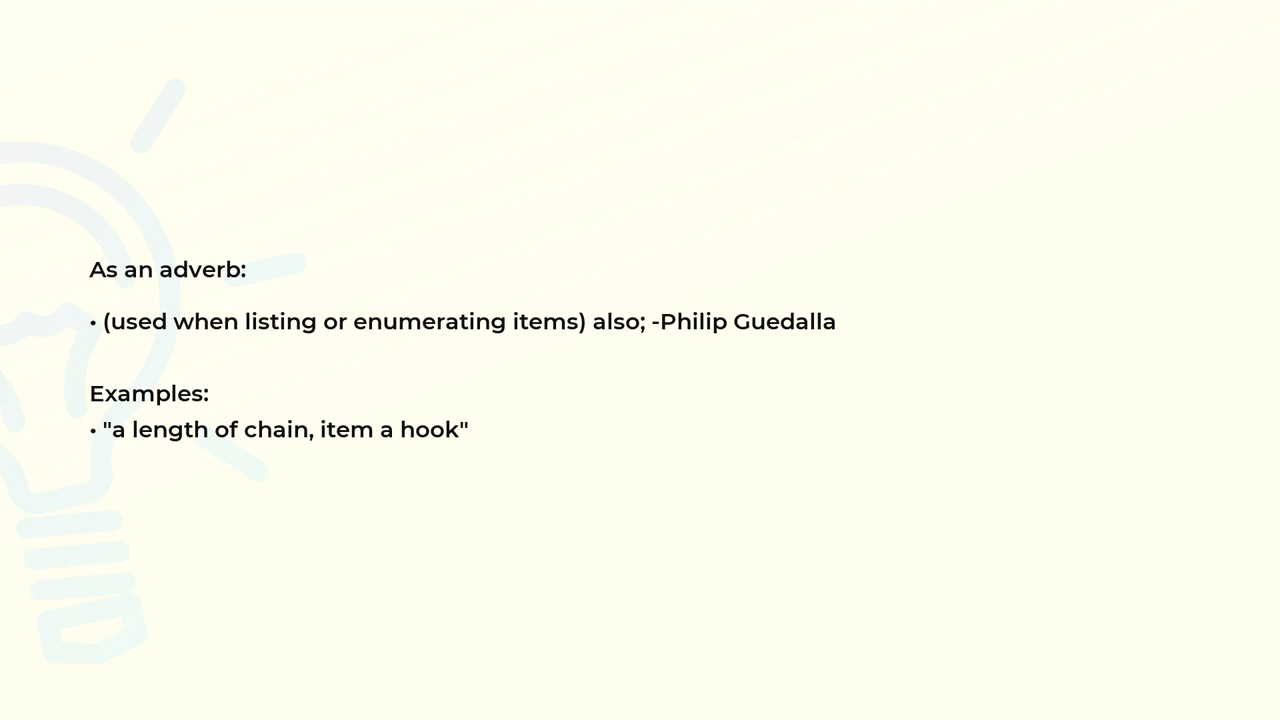 As an adverb:
• (used when listing or enumerating items) also; -Philip Guedalla
Examples:
• "a length of chain, item a hook"